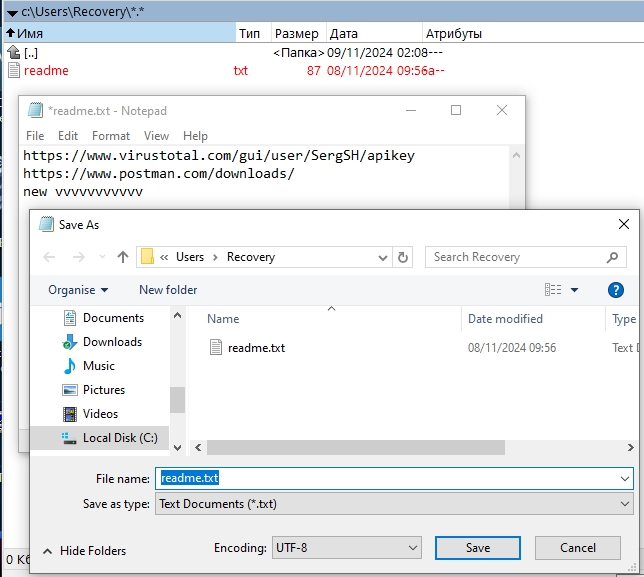 c:\Users\Recovery\*.*
Имя Тип Размер Дата Атрибуты
[..] <Папка> 09/11/2024 02:08 ---
readme txt 87 08/11/2024 09:56 a--
*readme.txt - Notepad
File Edit Format View Help
https://www.virustotal.com/gui/user/SergSH/apikey
https://www.postman.com/downloads/
new vvvvvvvvvvv
Save As
« Users › Recovery
Search Recovery
Organise New folder
Name Date modified Type
Documents
Downloads
Music
Pictures
Videos
Local Disk (C:)
readme.txt 08/11/2024 09:56 Text D
File name: readme.txt
Save as type: Text Documents (*.txt)
Hide Folders Encoding: UTF-8 Save Cancel
0 Кб